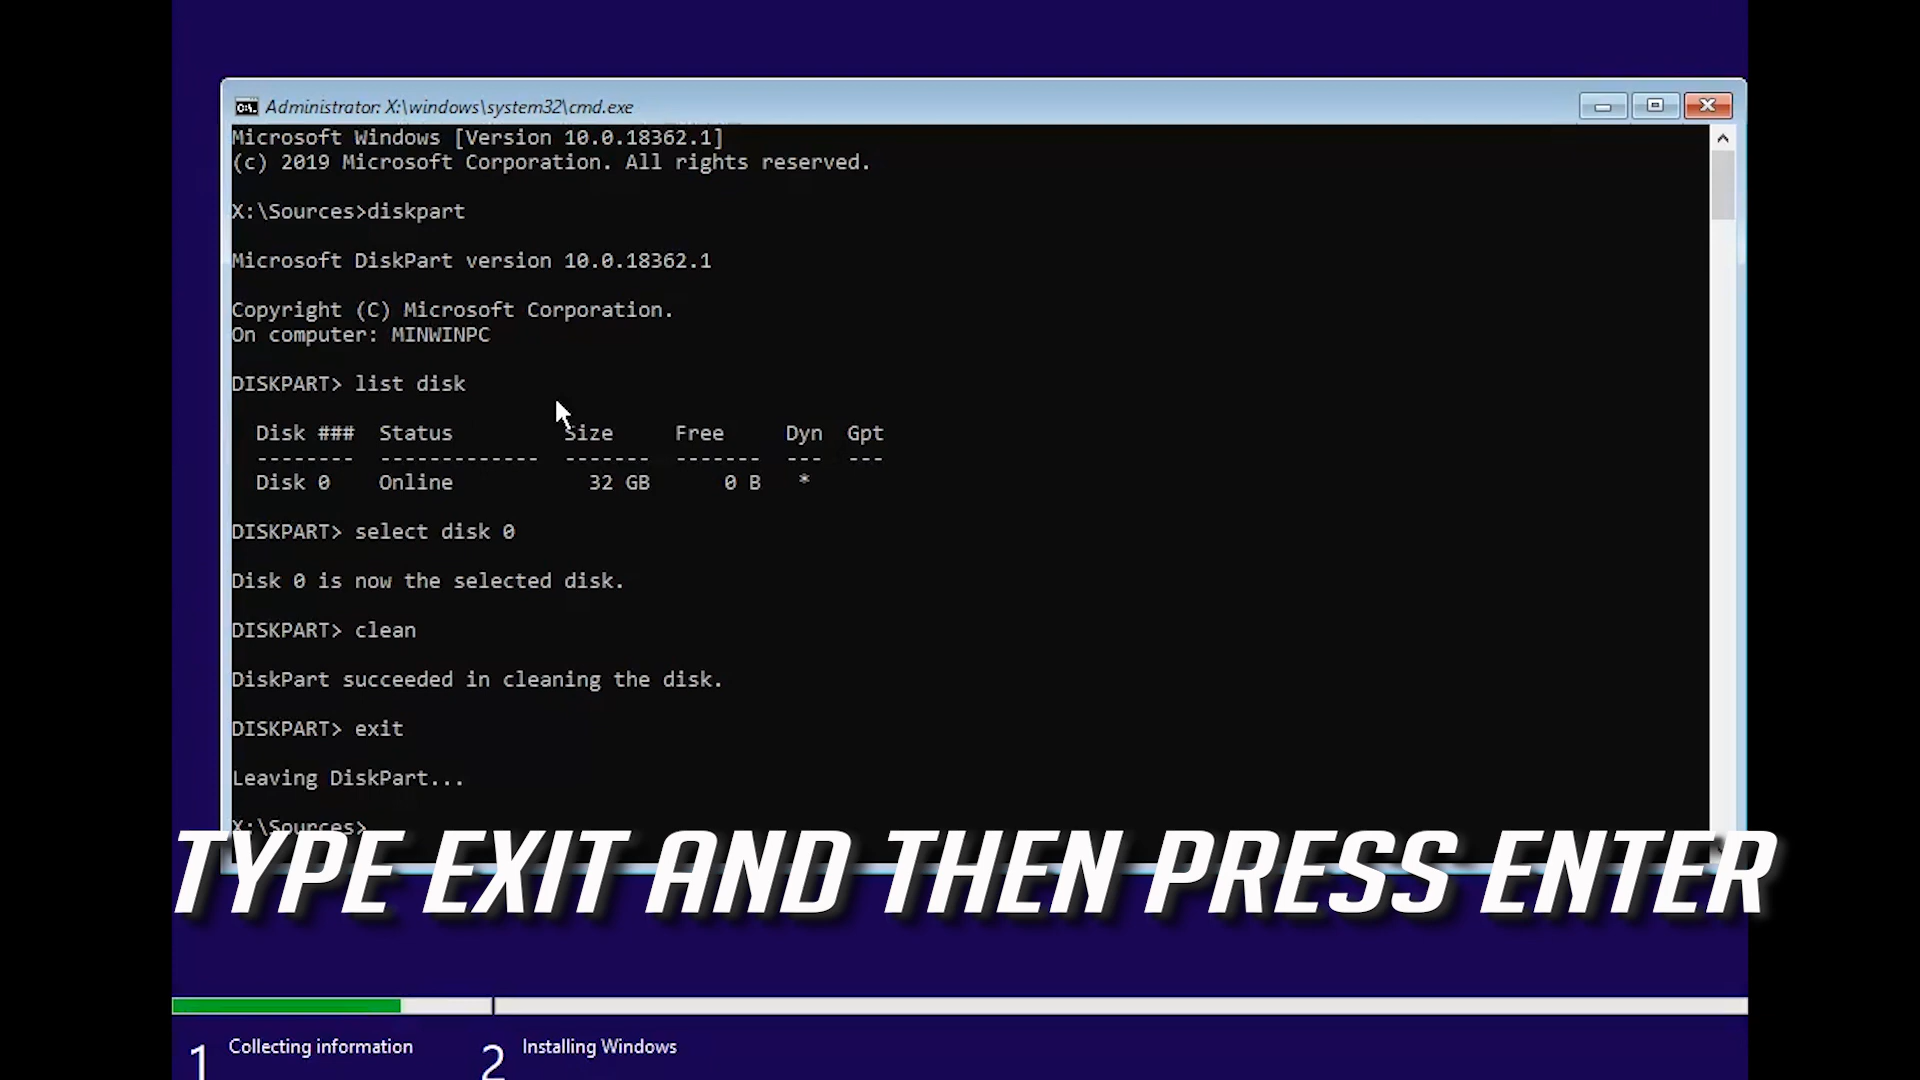 Administrator: X:\windows\system32\cmd.exe
Microsoft Windows [Version 10.0.18362.1]
(c) 2019 Microsoft Corporation. All rights reserved.
X:\Sources>diskpart
Microsoft DiskPart version 10.0.18362.1
Copyright (C) Microsoft Corporation.
On computer: MINWINPC
DISKPART> list disk
Disk ###  Status         Size     Free     Dyn  Gpt
--------  -------------  -------  -------  ---  ---
Disk 0    Online           32 GB      0 B   *
DISKPART> select disk 0
Disk 0 is now the selected disk.
DISKPART> clean
DiskPart succeeded in cleaning the disk.
DISKPART> exit
Leaving DiskPart...
X:\Sources>
TYPE EXIT AND THEN PRESS ENTER
1 Collecting information 2 Installing Windows